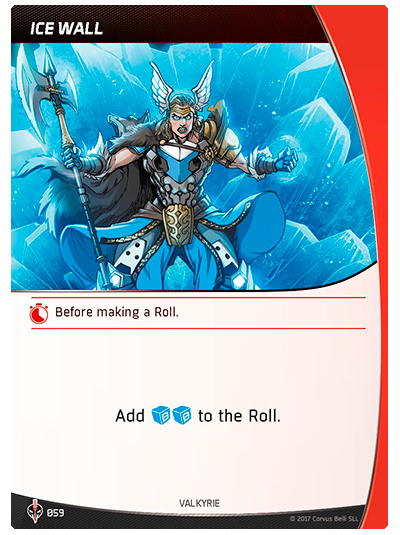 ICE WALL
Before making a Roll.
Add to the Roll.
VALKYRIE
059
© 2017 Corvus Belli SLL